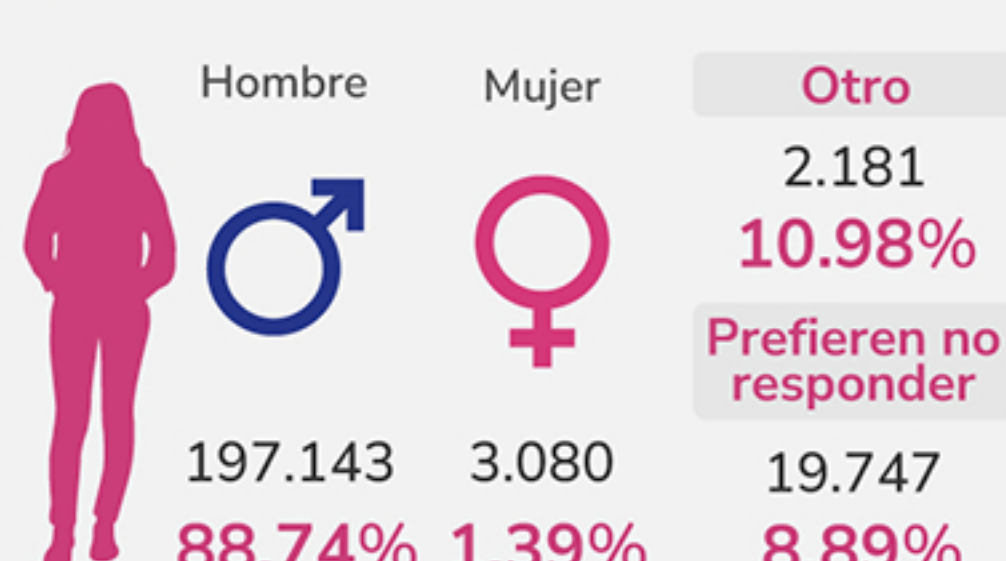 Hombre
197.143
88.74%
Mujer
3.080
1.39%
Otro
2.181
10.98%
Prefieren no
responder
19.747
8.89%